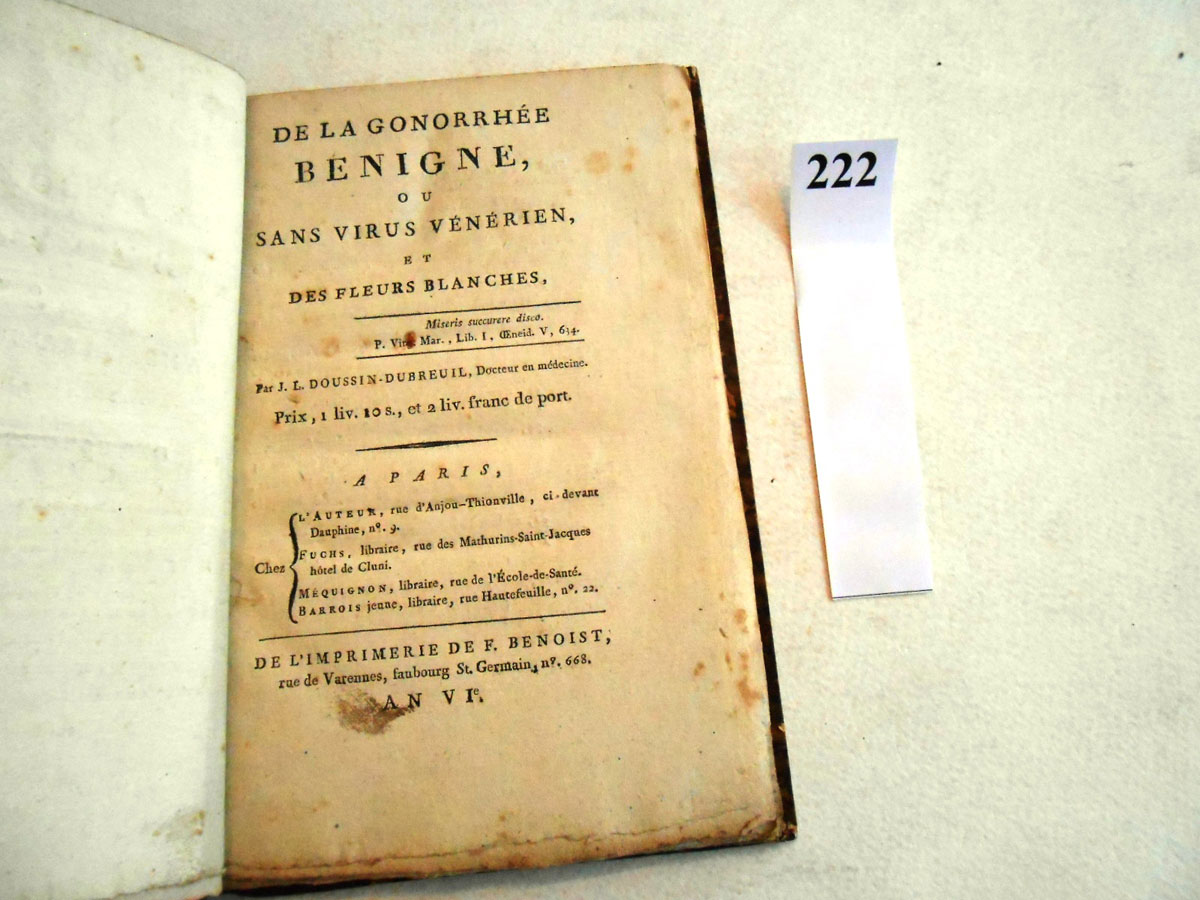 DE LA GONORRHÉE
BENIGNE,
OU
SANS VIRUS VÉNÉRIEN,
ET
DES FLEURS BLANCHES,
Miseris succurere disco.
P. Virg. Mar., Lib. I, Œneid. V, 634.
Par J. L. DOUSSIN-DUBREUIL, Docteur en médecine.
Prix, 1 liv. 10 s., et 2 liv. franc de port.
A PARIS,
Chez
L'AUTEUR, rue d'Anjou-Thionville, ci-devant
Dauphine, nº. 9.
FUCHS, libraire, rue des Mathurins-Saint-Jacques
hôtel de Cluni.
MÉQUIGNON, libraire, rue de l'École-de-Santé.
BARROIS jeune, libraire, rue Hautefeuille, nº. 22.
DE L'IMPRIMERIE DE F. BENOIST,
rue de Varennes, faubourg St. Germain, nº. 668.
AN VIe.
222